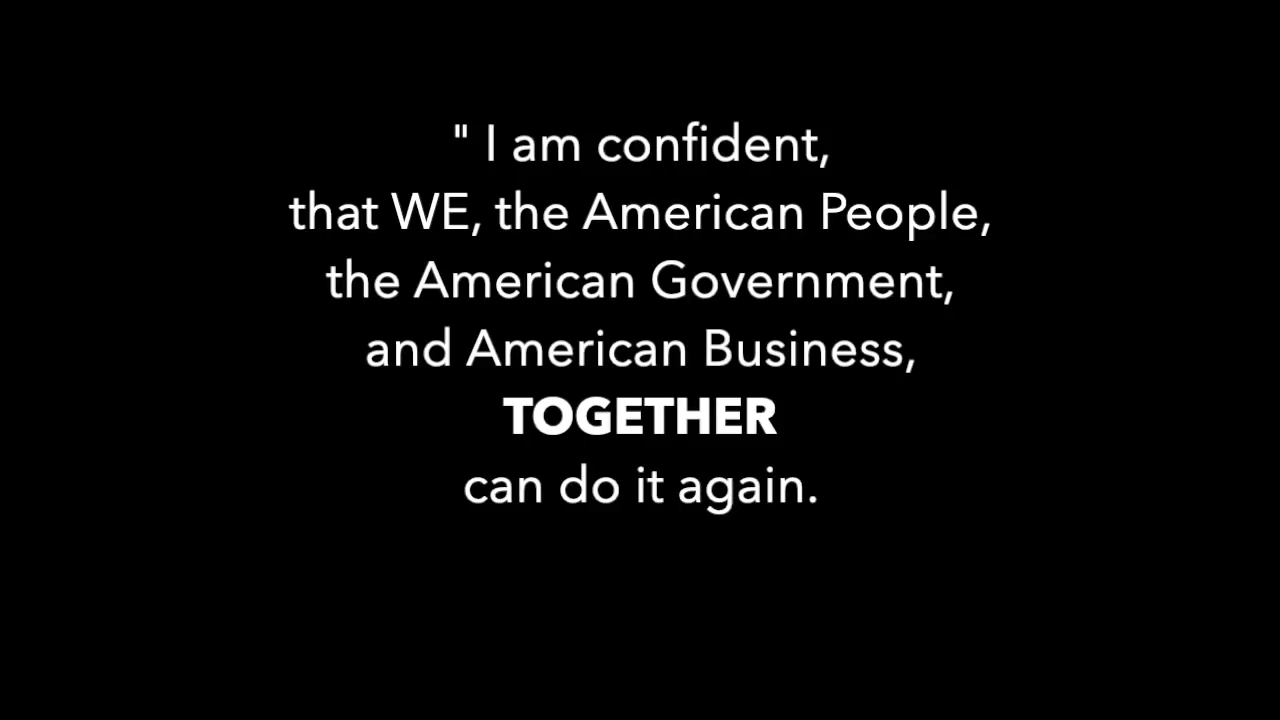 " I am confident,
that WE, the American People,
the American Government,
and American Business,
TOGETHER
can do it again.